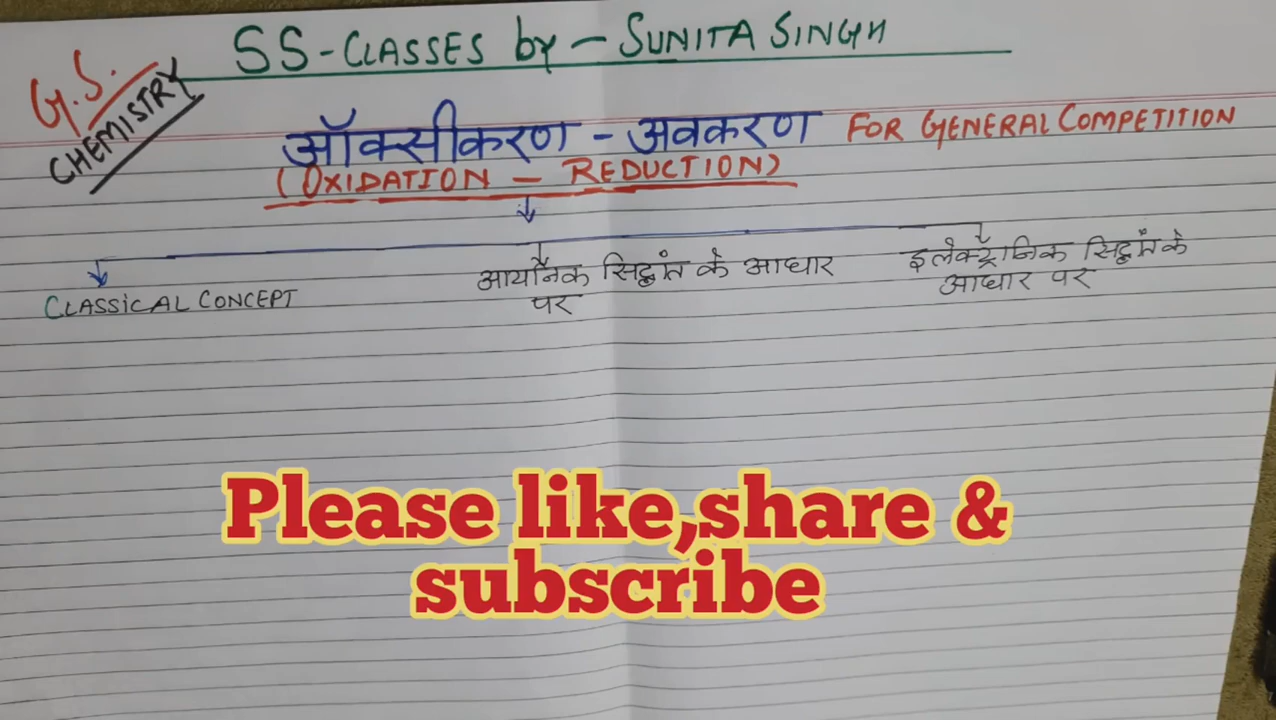 SS-CLASSES by - SUNITA SINGH
G.S.
CHEMISTRY
ऑक्सीकरण - अवकरण FOR GENERAL COMPETITION
(OXIDATION - REDUCTION)
CLASSICAL CONCEPT
आयनिक सिद्धांत के आधार
पर
इलेक्ट्रानिक सिद्धांत के
आधार पर
Please like,share &
subscribe